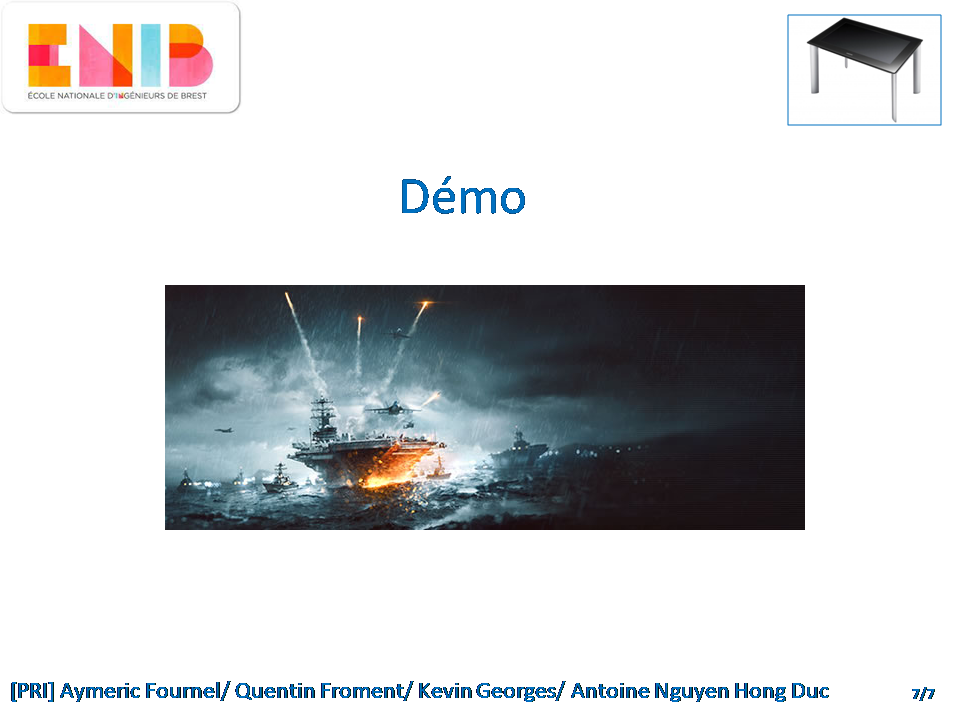 ENIB
ÉCOLE NATIONALE D'INGÉNIEURS DE BREST
Démo
[PRI] Aymeric Fournel/ Quentin Froment/ Kevin Georges/ Antoine Nguyen Hong Duc
7/7